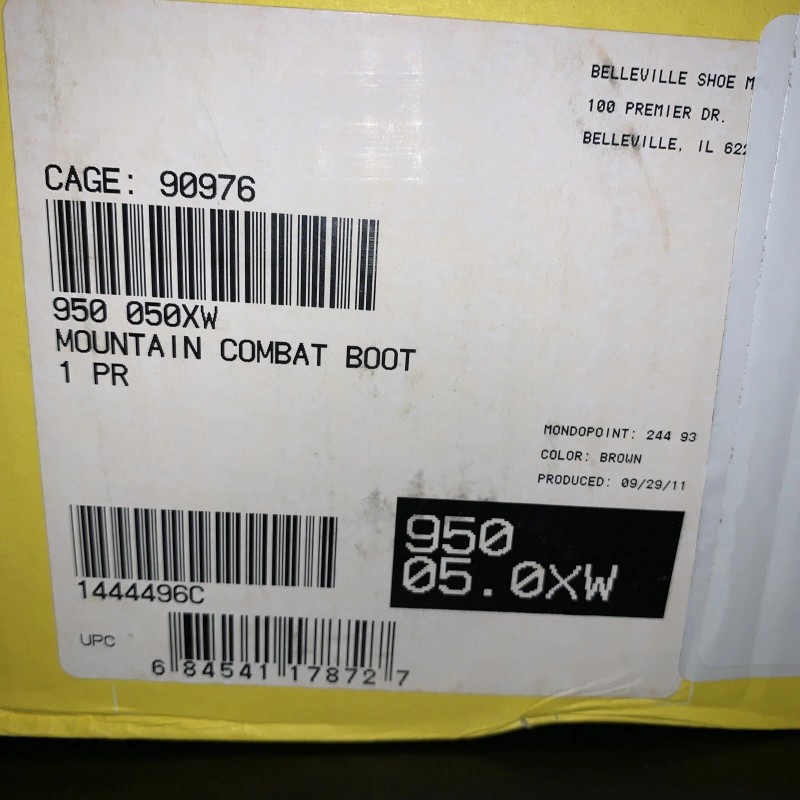 BELLEVILLE SHOE M
100 PREMIER DR.
BELLEVILLE, IL 622
CAGE: 90976
950 050XW
MOUNTAIN COMBAT BOOT
1 PR
MONDOPOINT: 244 93
COLOR: BROWN
PRODUCED: 09/29/11
950
05.0XW
1444496C
UPC
6 84541 17872 7